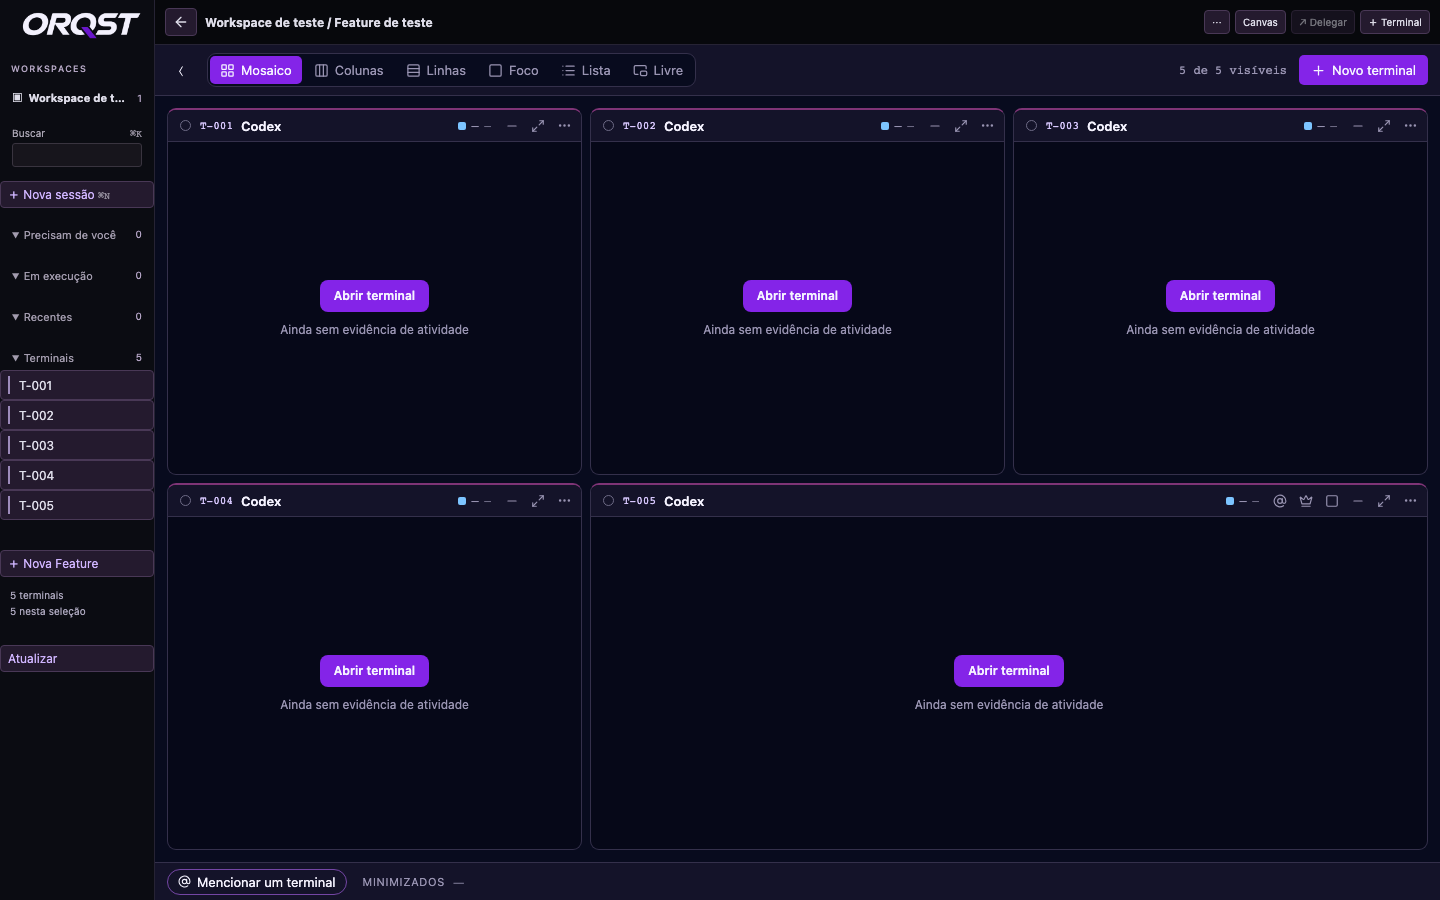 ORQST
WORKSPACES
Workspace de t... 1
Buscar ⌘K
+ Nova sessão ⌘N
▼ Precisam de você 0
▼ Em execução 0
▼ Recentes 0
▼ Terminais 5
T-001
T-002
T-003
T-004
T-005
+ Nova Feature
5 terminais
5 nesta seleção
Atualizar
← Workspace de teste / Feature de teste
... Canvas ↗ Delegar + Terminal
‹ Mosaico Colunas Linhas Foco Lista Livre
5 de 5 visíveis + Novo terminal
T-001 Codex — — — ...
Abrir terminal
Ainda sem evidência de atividade
T-002 Codex — — — ...
Abrir terminal
Ainda sem evidência de atividade
T-003 Codex — — — ...
Abrir terminal
Ainda sem evidência de atividade
T-004 Codex — — — ...
Abrir terminal
Ainda sem evidência de atividade
T-005 Codex — — @ — ...
Abrir terminal
Ainda sem evidência de atividade
@ Mencionar um terminal MINIMIZADOS —